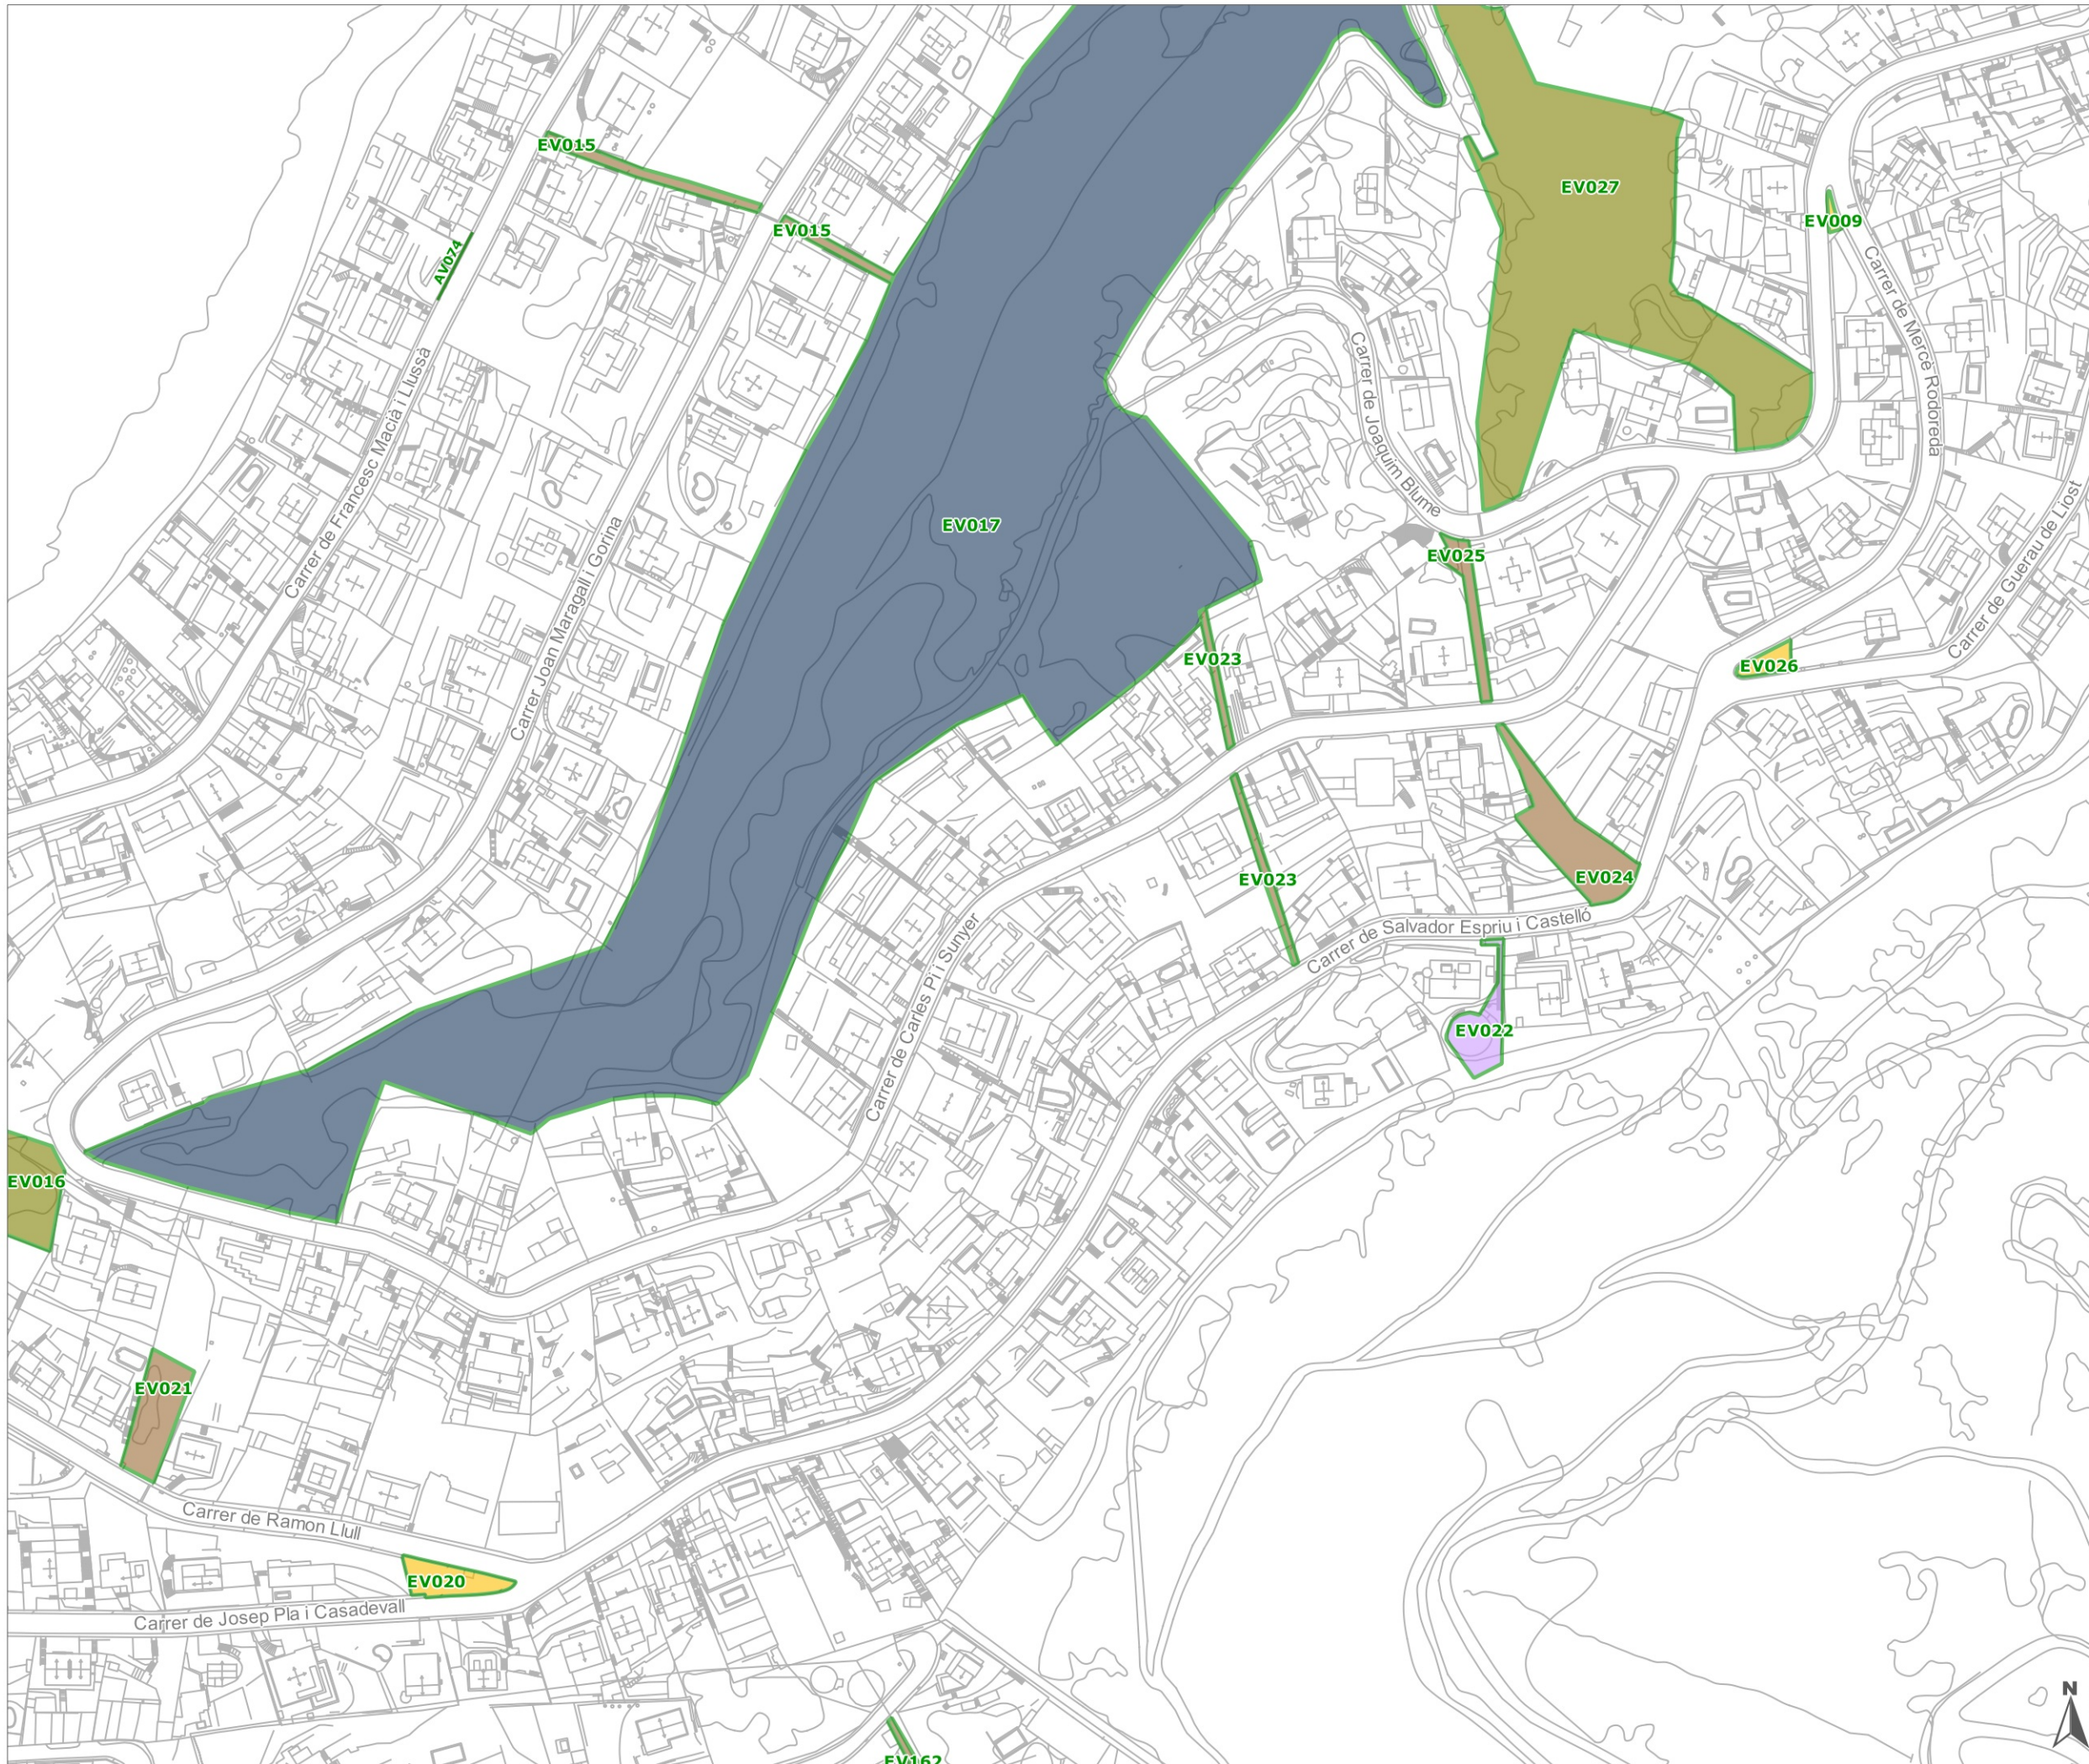 EV015
EV027
EV009
EV015
AV074
Carrer de Mercè Rodoreda
Carrer de Francesc Macià i Llussà
Carrer de Joaquim Blume
EV017
Carrer Joan Maragall i Gorina
EV025
Carrer de Guerau de Liost
EV023
EV026
EV023
EV024
Carrer de Salvador Espriu i Castelló
Carrer de Carles Pi i Sunyer
EV022
EV016
EV021
Carrer de Ramon Llull
EV020
Carrer de Josep Pla i Casadevall
N
EV162